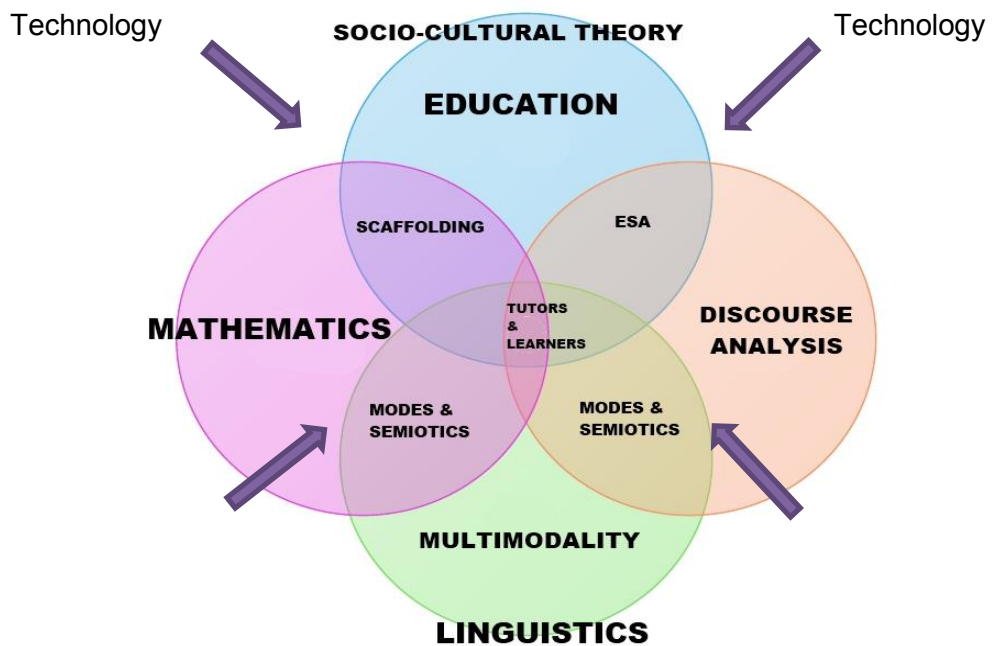 Technology
Technology
SOCIO-CULTURAL THEORY
EDUCATION
SCAFFOLDING
ESA
MATHEMATICS
TUTORS
&
LEARNERS
DISCOURSE
ANALYSIS
MODES &
SEMIOTICS
MODES &
SEMIOTICS
MULTIMODALITY
LINGUISTICS